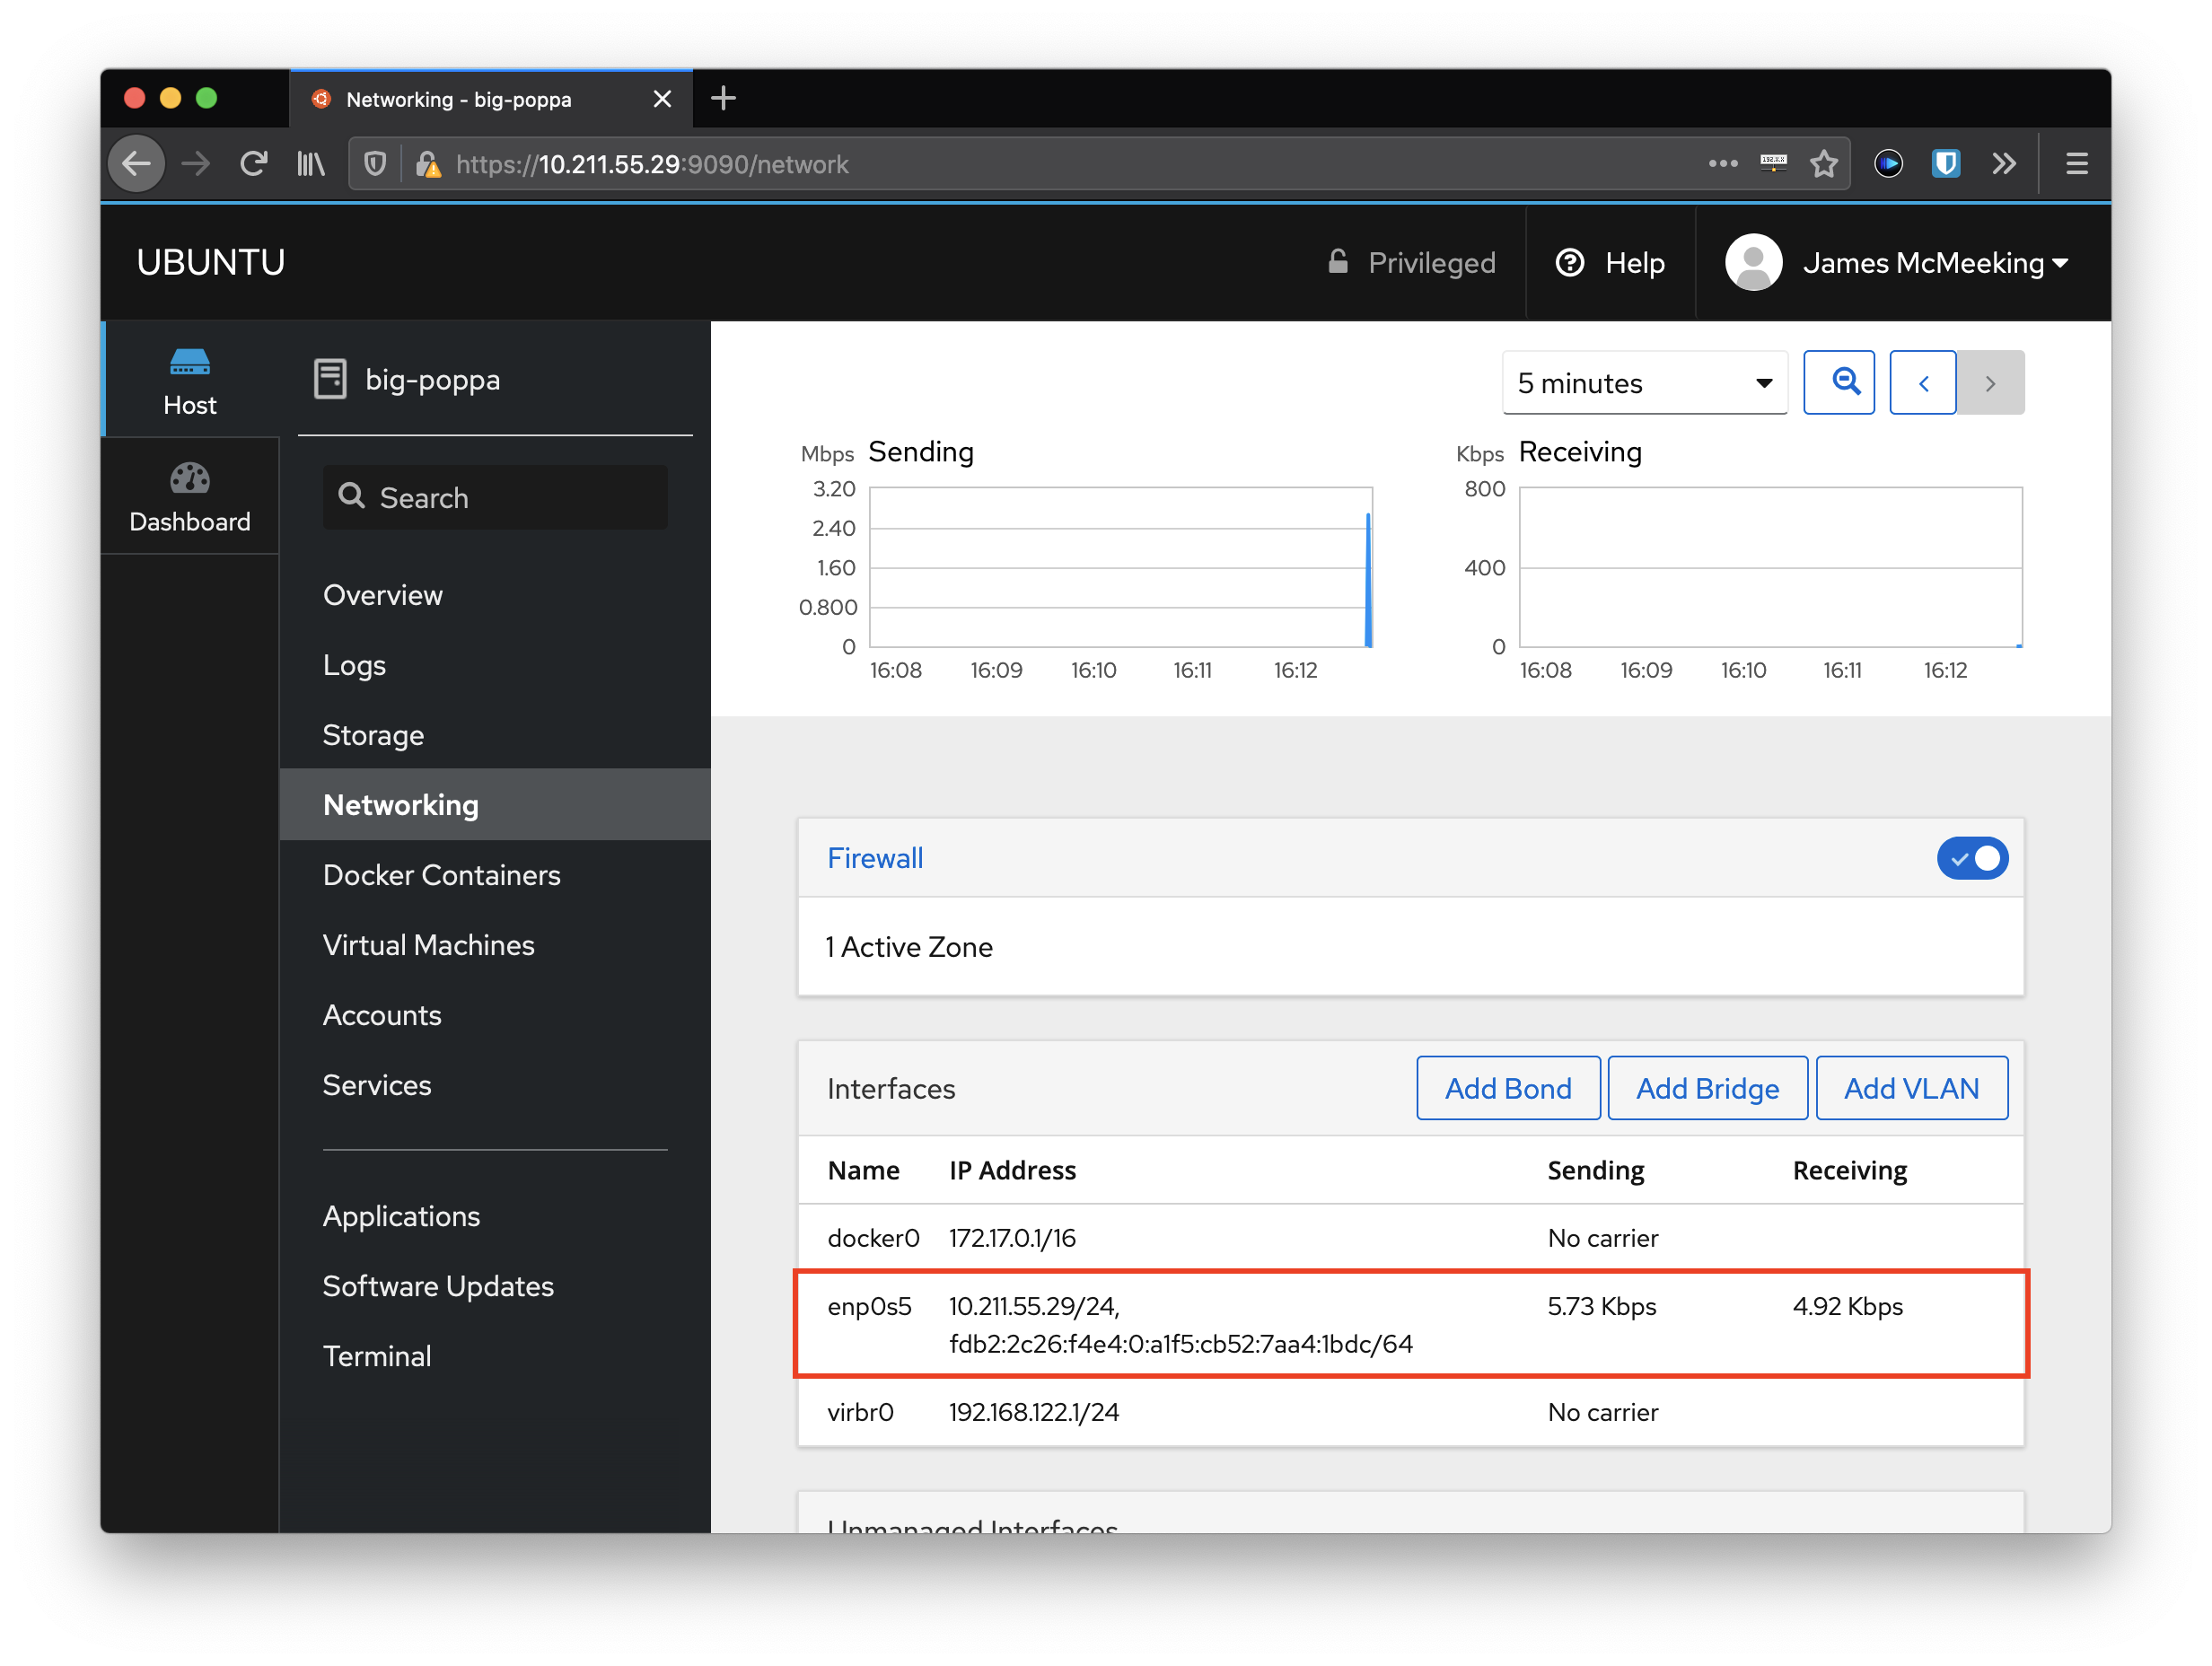 Networking - big-poppa
https://10.211.55.29:9090/network
UBUNTU
Privileged
Help
James McMeeking
Host
Dashboard
big-poppa
Search
Overview
Logs
Storage
Networking
Docker Containers
Virtual Machines
Accounts
Services
Applications
Software Updates
Terminal
5 minutes
Mbps Sending
3.20
2.40
1.60
0.800
0
16:08 16:09 16:10 16:11 16:12
Kbps Receiving
800
400
0
16:08 16:09 16:10 16:11 16:12
Firewall
1 Active Zone
Interfaces Add Bond Add Bridge Add VLAN
Name IP Address Sending Receiving
docker0 172.17.0.1/16 No carrier
enp0s5 10.211.55.29/24, 5.73 Kbps 4.92 Kbps
fdb2:2c26:f4e4:0:a1f5:cb52:7aa4:1bdc/64
virbr0 192.168.122.1/24 No carrier
Unmanaged Interfaces